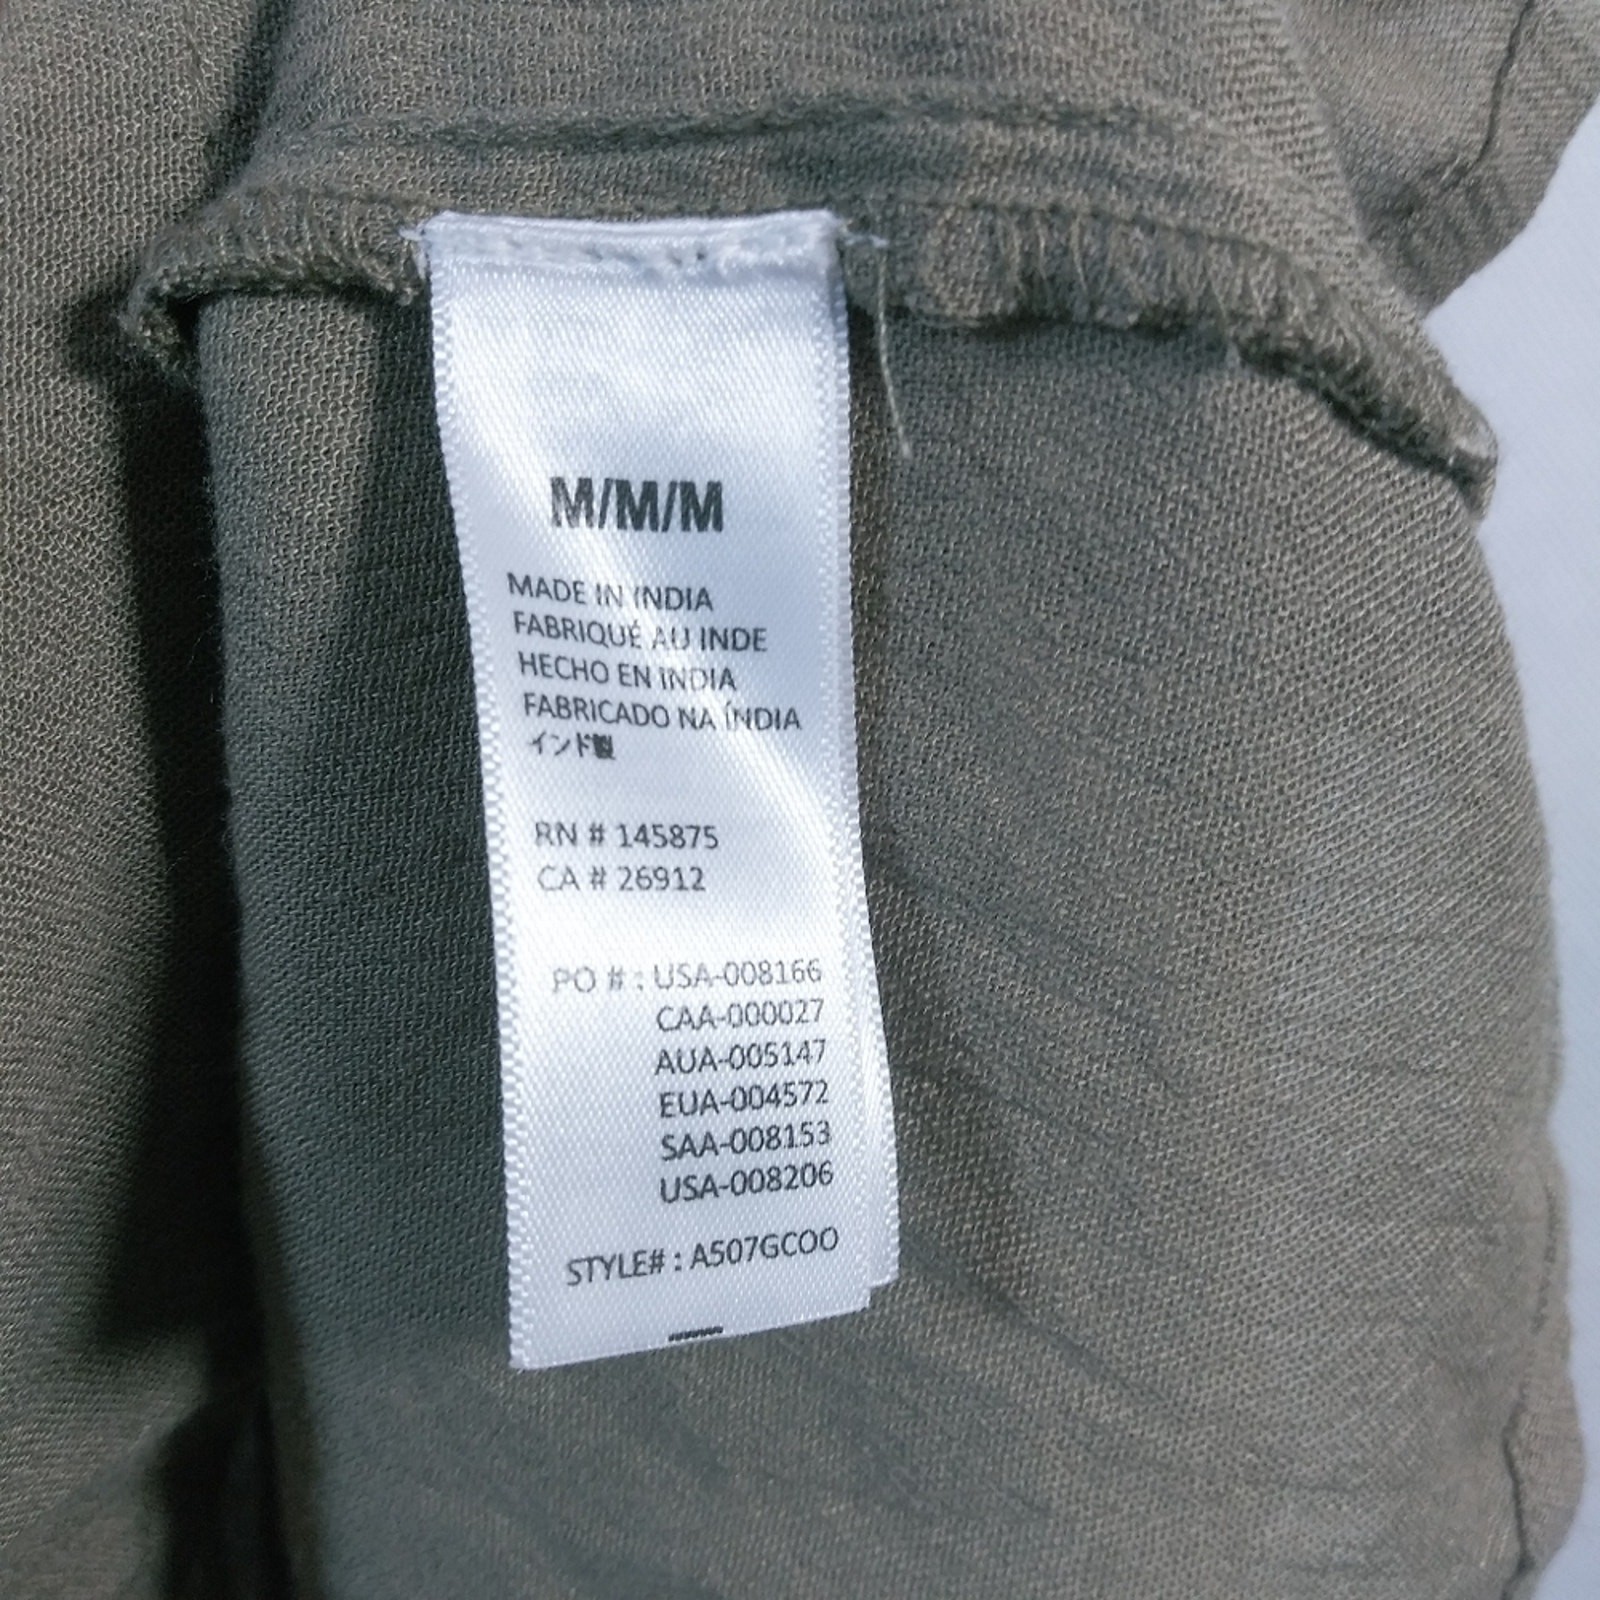 M/M/M
MADE IN INDIA
FABRIQUÉ AU INDE
HECHO EN INDIA
FABRICADO NA ÍNDIA
インド製
RN # 145875
CA # 26912
PO # : USA-008166
CAA-000027
AUA-005147
EUA-004572
SAA-008153
USA-008206
STYLE# : A507GCOO